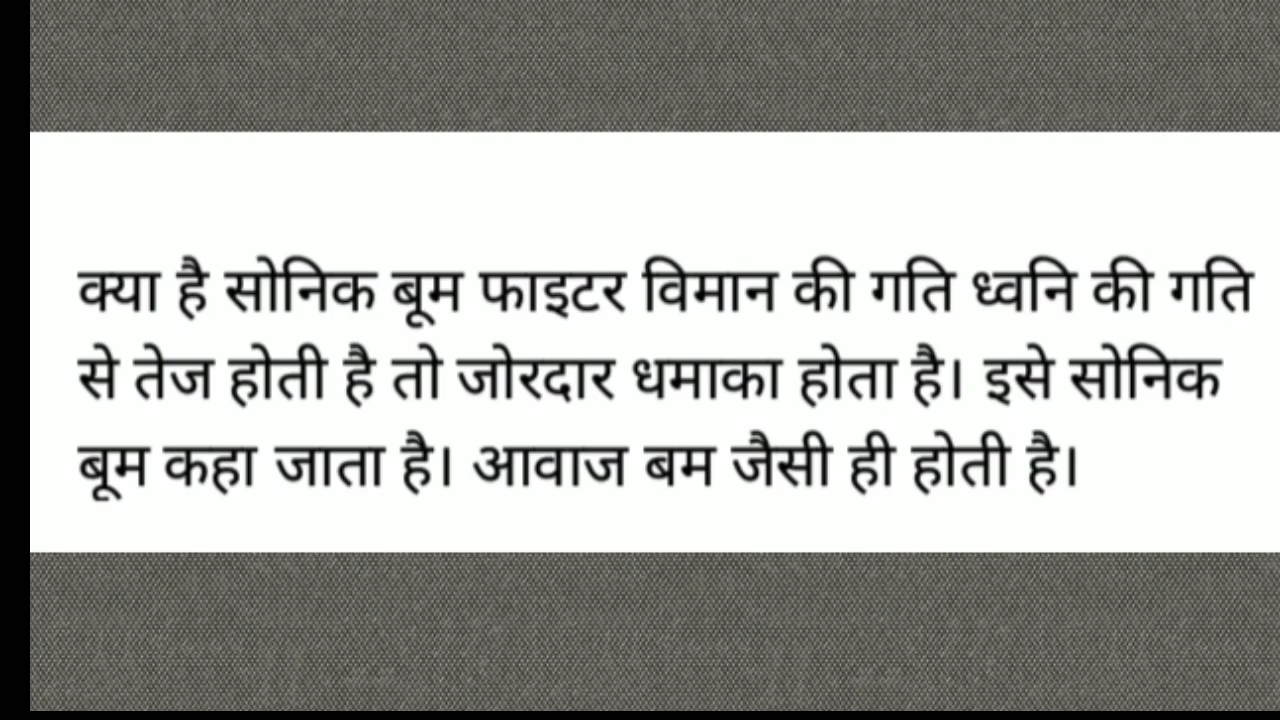 क्या है सोनिक बूम फाइटर विमान की गति ध्वनि की गति
से तेज होती है तो जोरदार धमाका होता है। इसे सोनिक
बूम कहा जाता है। आवाज बम जैसी ही होती है।